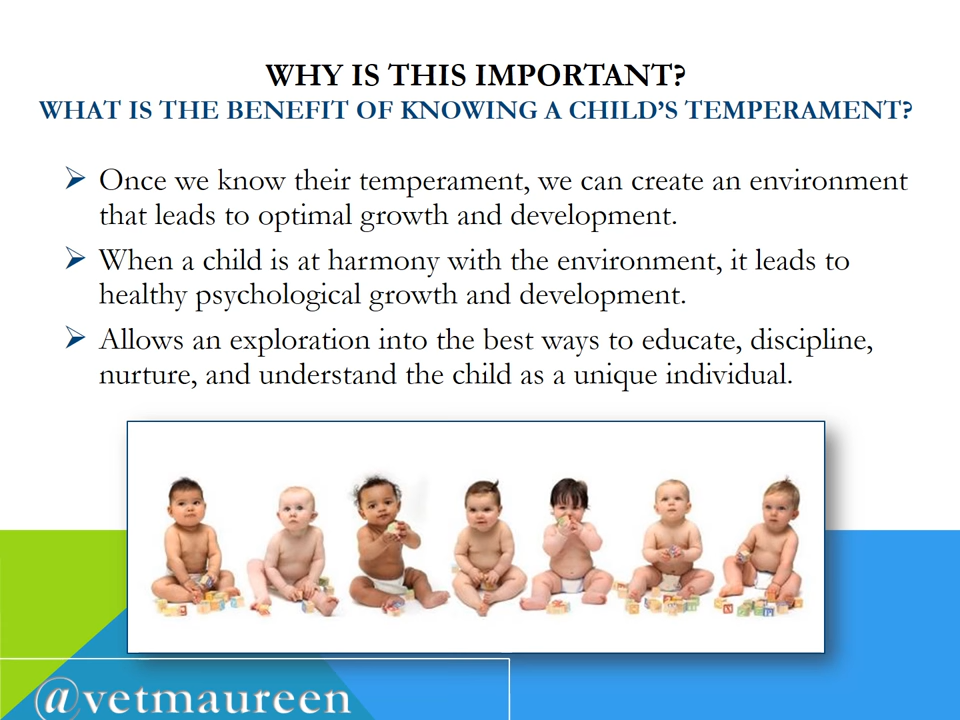 WHY IS THIS IMPORTANT?
WHAT IS THE BENEFIT OF KNOWING A CHILD'S TEMPERAMENT?
➢ Once we know their temperament, we can create an environment
that leads to optimal growth and development.
➢ When a child is at harmony with the environment, it leads to
healthy psychological growth and development.
➢ Allows an exploration into the best ways to educate, discipline,
nurture, and understand the child as a unique individual.
@vetmaureen